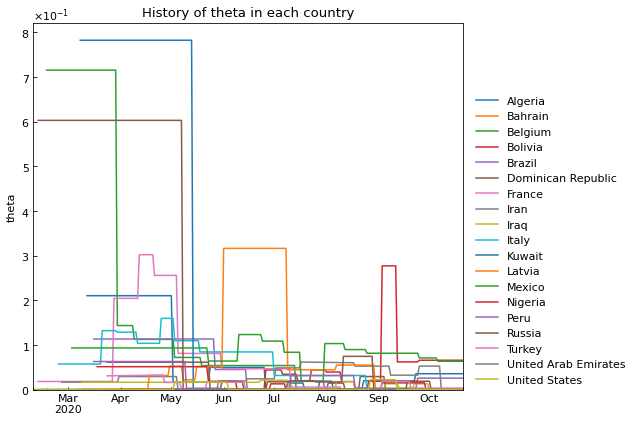 History of theta in each country
×10⁻¹
8
7
6
5
4
3
2
1
0
theta
Mar Apr May Jun Jul Aug Sep Oct
2020
Algeria
Bahrain
Belgium
Bolivia
Brazil
Dominican Republic
France
Iran
Iraq
Italy
Kuwait
Latvia
Mexico
Nigeria
Peru
Russia
Turkey
United Arab Emirates
United States